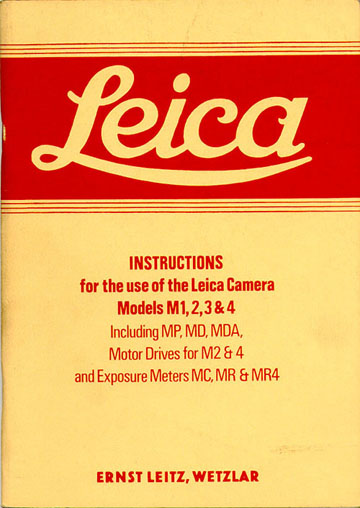 Leica
INSTRUCTIONS
for the use of the Leica Camera
Models M1, 2, 3 & 4
Including MP, MD, MDA,
Motor Drives for M2 & 4
and Exposure Meters MC, MR & MR4
ERNST LEITZ, WETZLAR